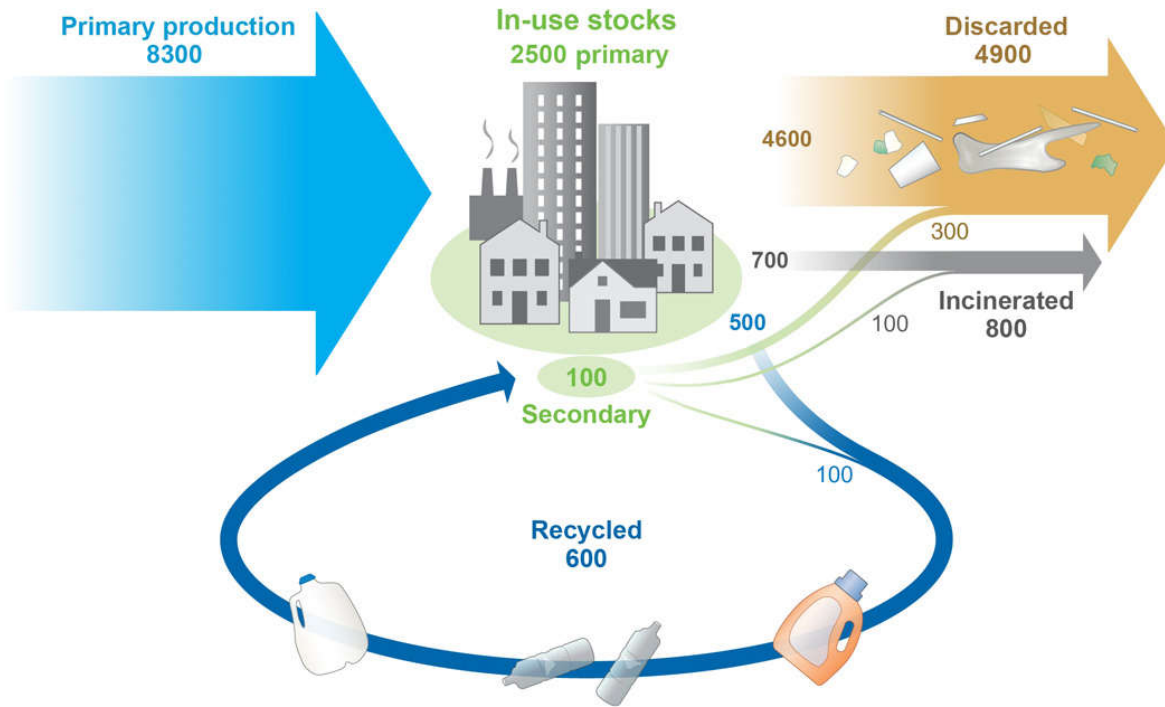 Primary production
8300
In-use stocks
2500 primary
Discarded
4900
4600
300
700
Incinerated
800
500
100
100
Secondary
100
Recycled
600